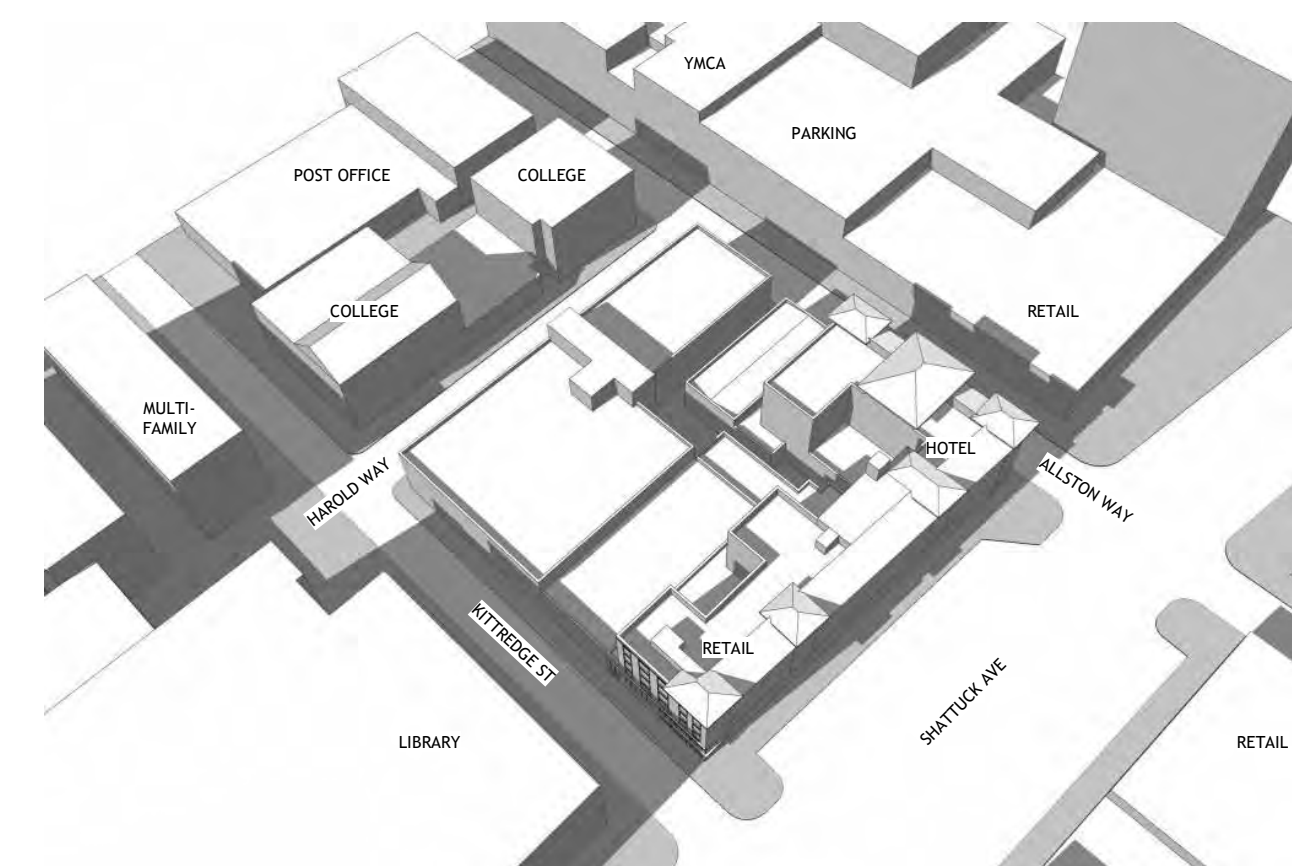 YMCA
PARKING
POST OFFICE
COLLEGE
COLLEGE
RETAIL
MULTI-
FAMILY
HOTEL
HAROLD WAY
ALLSTON WAY
KITTREDGE ST
RETAIL
SHATTUCK AVE
LIBRARY
RETAIL